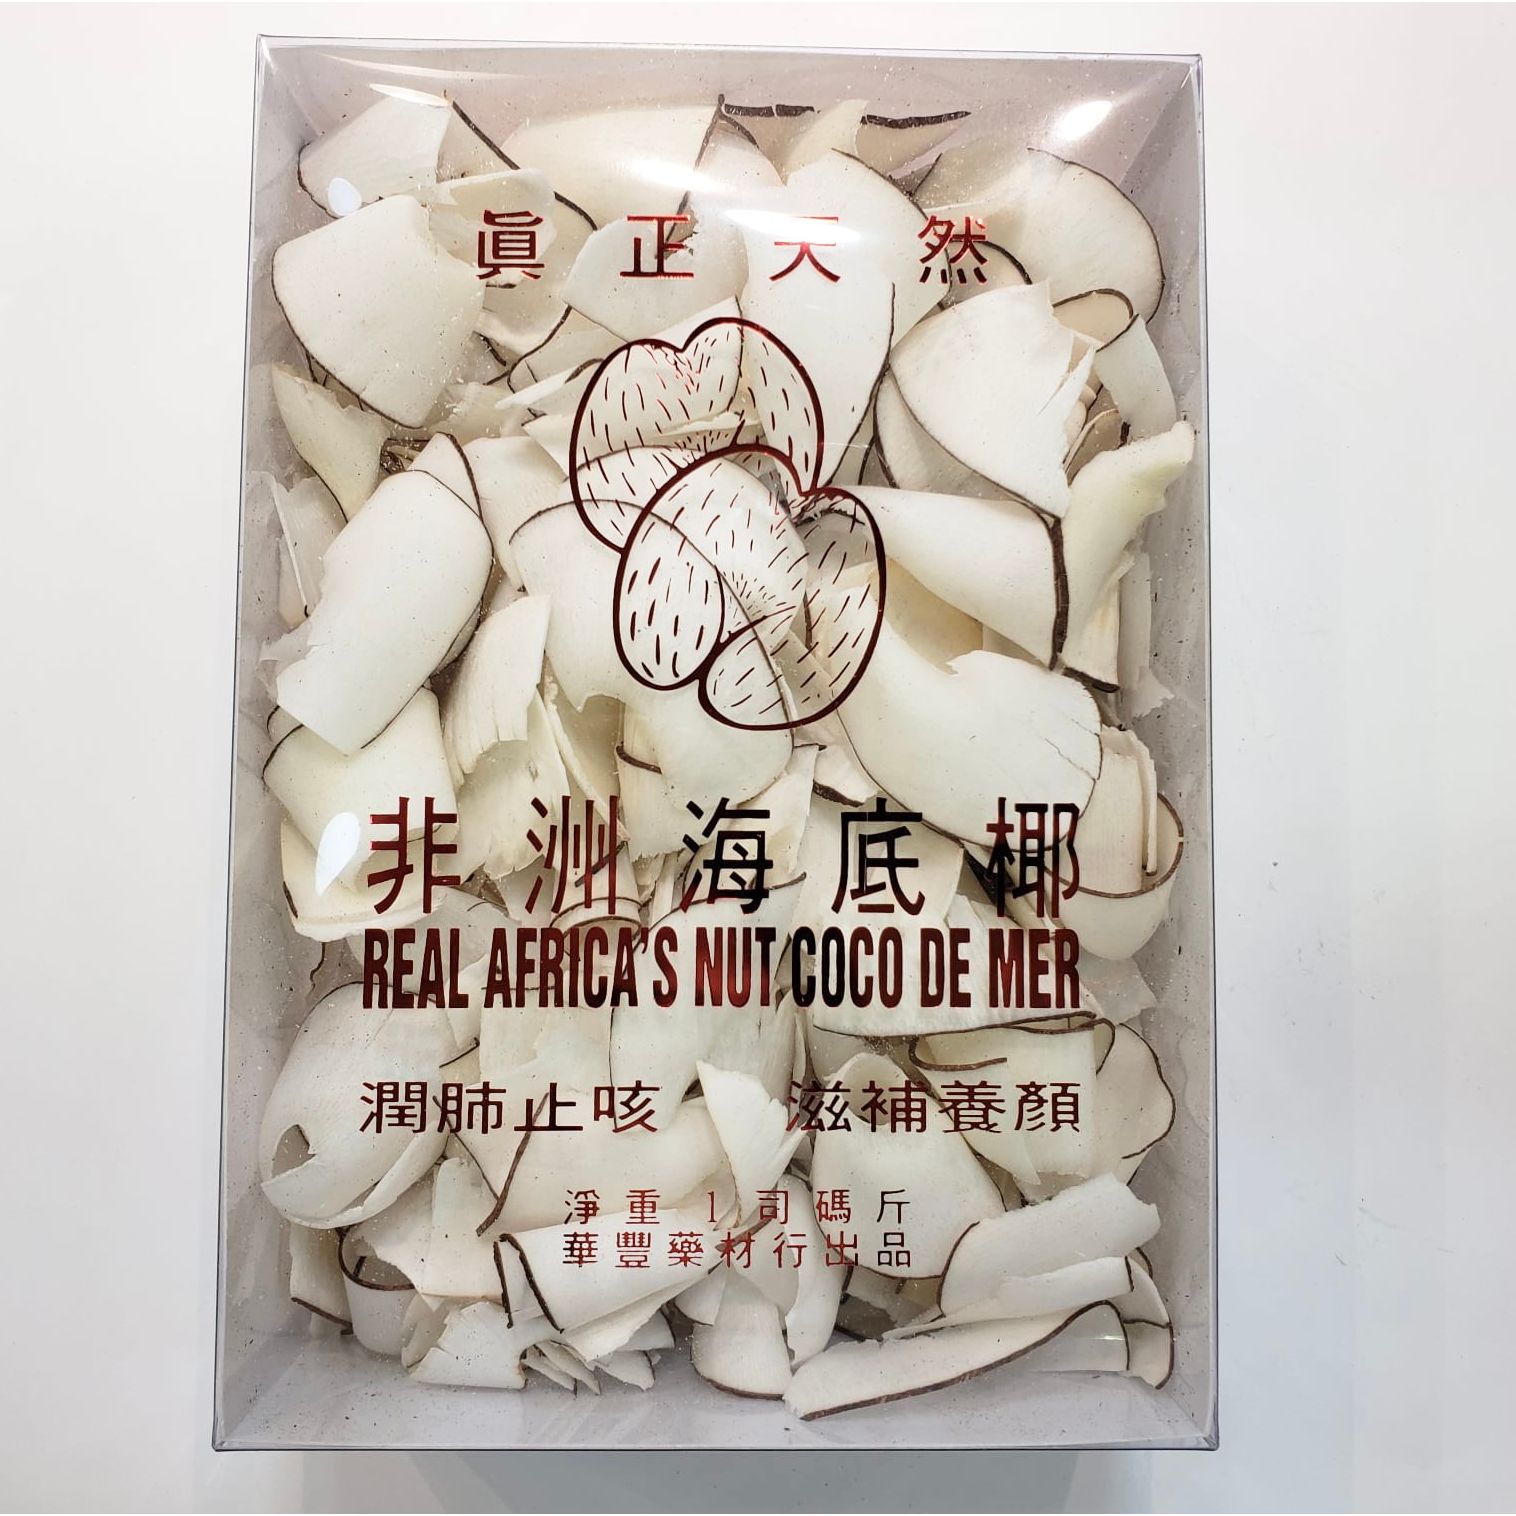 眞正天然
非洲海底椰
REAL AFRICA'S NUT COCO DE MER
潤肺止咳 滋補養顏
淨重1司碼斤
華豐藥材行出品